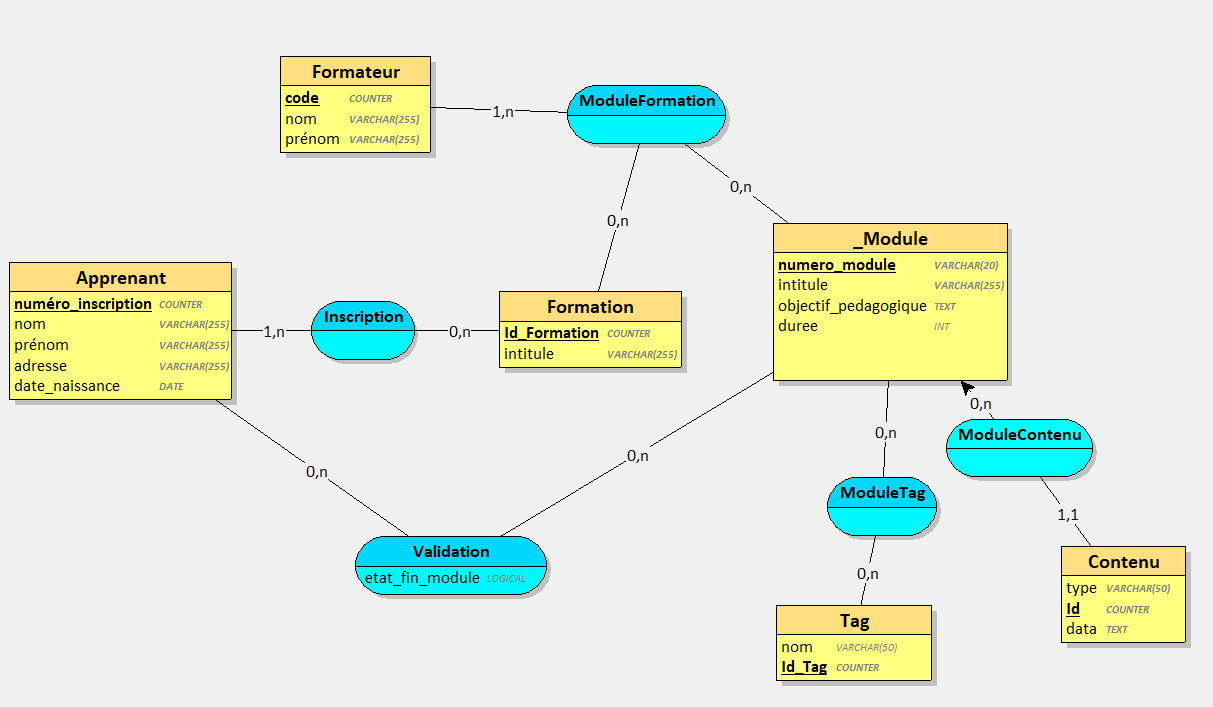 Formateur
code COUNTER
nom VARCHAR(255)
prénom VARCHAR(255)
1,n
ModuleFormation
0,n
0,n
_Module
numero_module VARCHAR(20)
intitule VARCHAR(255)
objectif_pedagogique TEXT
duree INT
Apprenant
numéro_inscription COUNTER
nom VARCHAR(255)
prénom VARCHAR(255)
adresse VARCHAR(255)
date_naissance DATE
1,n
Inscription
0,n
Formation
Id_Formation COUNTER
intitule VARCHAR(255)
0,n
0,n
0,n
0,n
ModuleContenu
ModuleTag
1,1
Validation
etat_fin_module LOGICAL
0,n
Contenu
type VARCHAR(50)
Id COUNTER
data TEXT
Tag
nom VARCHAR(50)
Id_Tag COUNTER